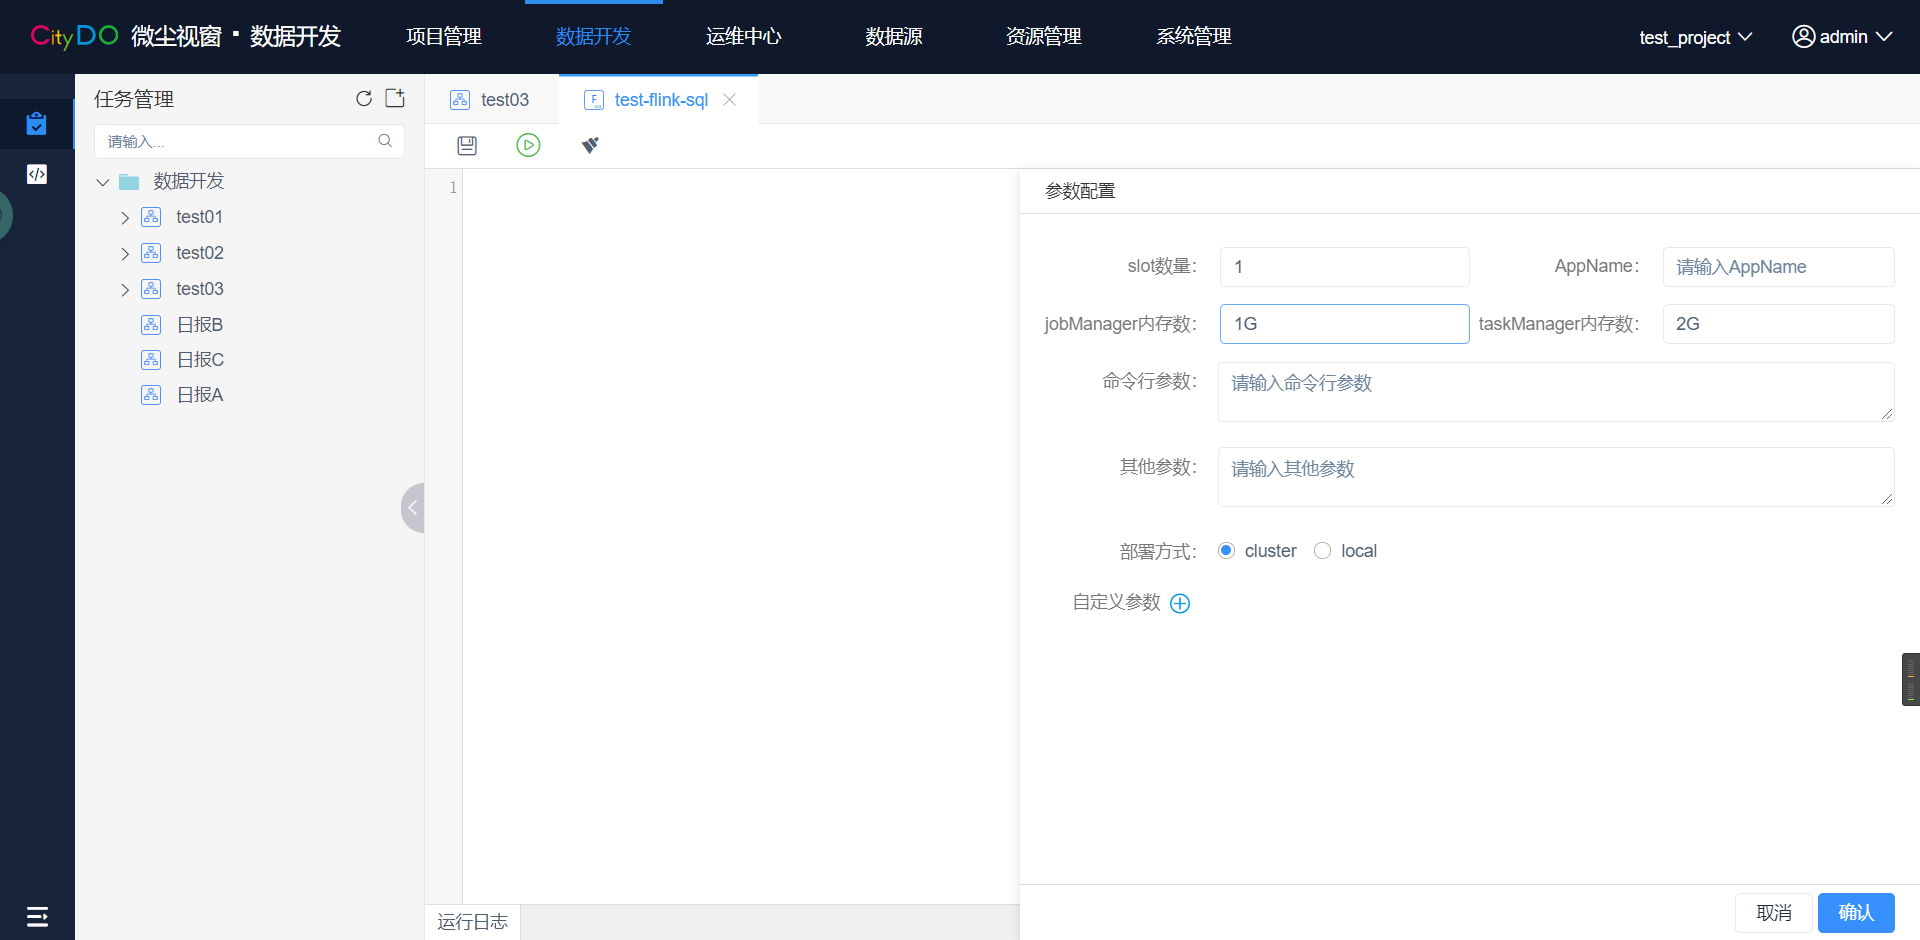 CityDO 微尘视窗·数据开发 项目管理 数据开发 运维中心 数据源 资源管理 系统管理 test_project admin
任务管理
请输入...
数据开发
test01
test02
test03
日报B
日报C
日报A
test03 test-flink-sql
1
参数配置
slot数量： 1 AppName： 请输入AppName
jobManager内存数： 1G taskManager内存数： 2G
命令行参数： 请输入命令行参数
其他参数： 请输入其他参数
部署方式： cluster local
自定义参数
运行日志
取消 确认